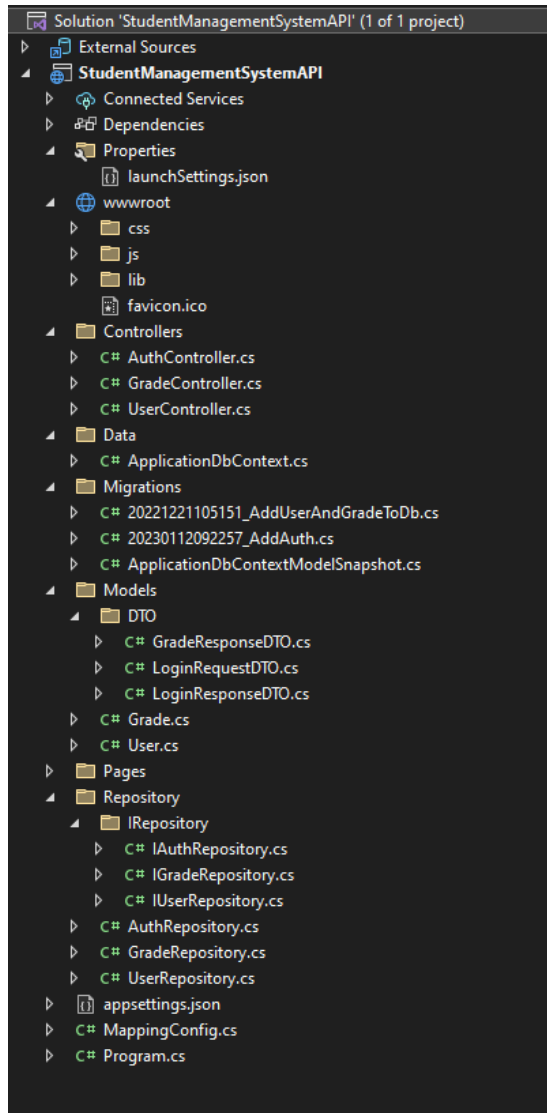 Solution 'StudentManagementSystemAPI' (1 of 1 project)
External Sources
StudentManagementSystemAPI
Connected Services
Dependencies
Properties
launchSettings.json
wwwroot
css
js
lib
favicon.ico
Controllers
C# AuthController.cs
C# GradeController.cs
C# UserController.cs
Data
C# ApplicationDbContext.cs
Migrations
C# 20221221105151_AddUserAndGradeToDb.cs
C# 20230112092257_AddAuth.cs
C# ApplicationDbContextModelSnapshot.cs
Models
DTO
C# GradeResponseDTO.cs
C# LoginRequestDTO.cs
C# LoginResponseDTO.cs
C# Grade.cs
C# User.cs
Pages
Repository
IRepository
C# IAuthRepository.cs
C# IGradeRepository.cs
C# IUserRepository.cs
C# AuthRepository.cs
C# GradeRepository.cs
C# UserRepository.cs
appsettings.json
C# MappingConfig.cs
C# Program.cs